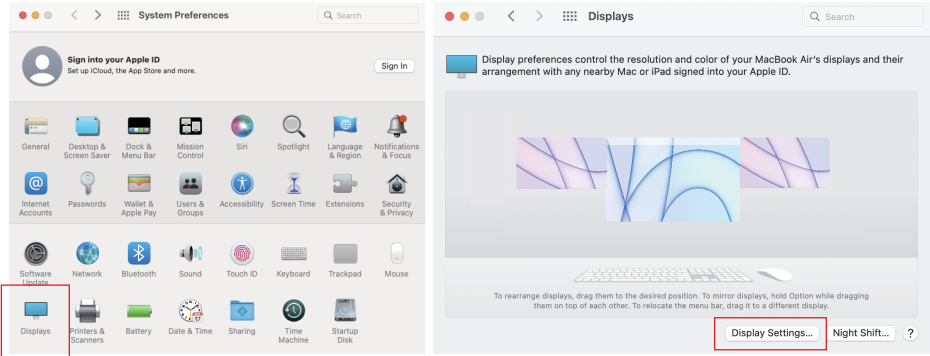 System Preferences
Search
Sign into your Apple ID
Set up iCloud, the App Store and more.
Sign In
General
Desktop &
Screen Saver
Dock &
Menu Bar
Mission
Control
Siri
Spotlight
Language
& Region
Notifications
& Focus
Internet
Accounts
Passwords
Wallet &
Apple Pay
Users &
Groups
Accessibility
Screen Time
Extensions
Security
& Privacy
Software
Update
Network
Bluetooth
Sound
Touch ID
Keyboard
Trackpad
Mouse
Displays
Printers &
Scanners
Battery
Date & Time
Sharing
Time
Machine
Startup
Disk
Displays
Search
Display preferences control the resolution and color of your MacBook Air's displays and their
arrangement with any nearby Mac or iPad signed into your Apple ID.
To rearrange displays, drag them to the desired position. To mirror displays, hold Option while dragging
them on top of each other. To relocate the menu bar, drag it to a different display.
Display Settings...
Night Shift...
?